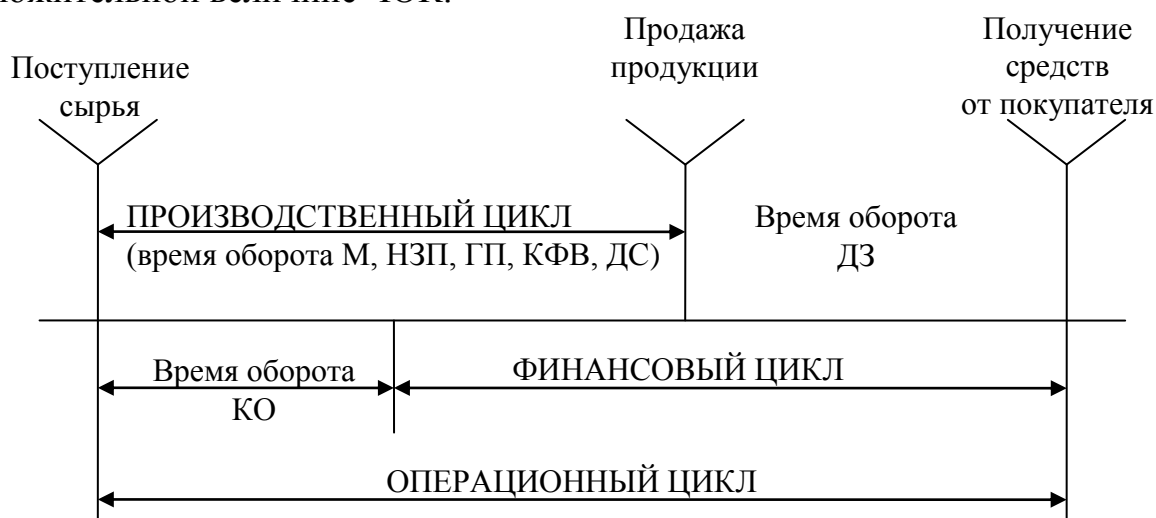 Поступление
сырья
Продажа
продукции
Получение
средств
от покупателя
ПРОИЗВОДСТВЕННЫЙ ЦИКЛ
(время оборота М, НЗП, ГП, КФВ, ДС)
Время оборота
ДЗ
Время оборота
КО
ФИНАНСОВЫЙ ЦИКЛ
ОПЕРАЦИОННЫЙ ЦИКЛ